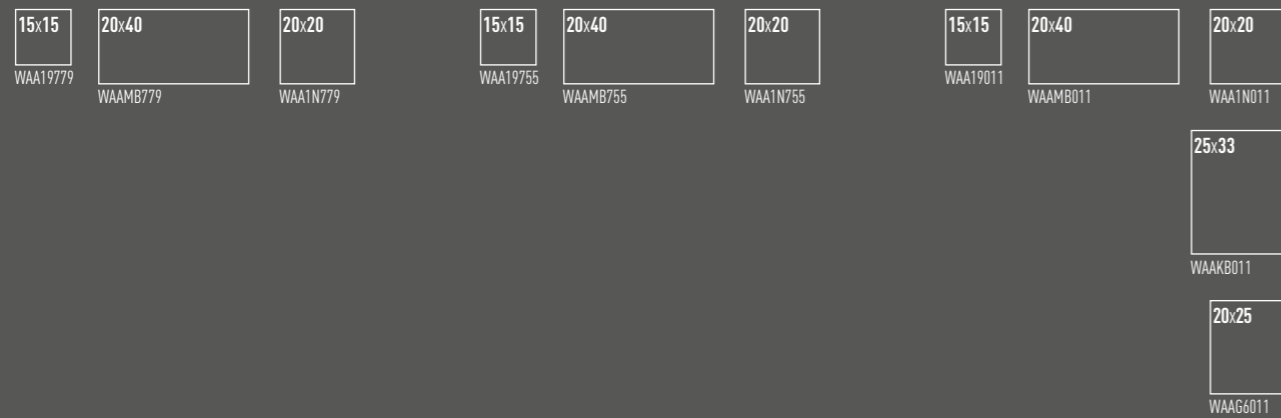 15x15 20x40 20x20 15x15 20x40 20x20 15x15 20x40 20x20
WAA19779 WAA19755 WAA19011
WAAMB779 WAA1N779 WAAMB755 WAA1N755 WAAMB011 WAA1N011
25x33
WAAKB011
20x25
WAAG6011